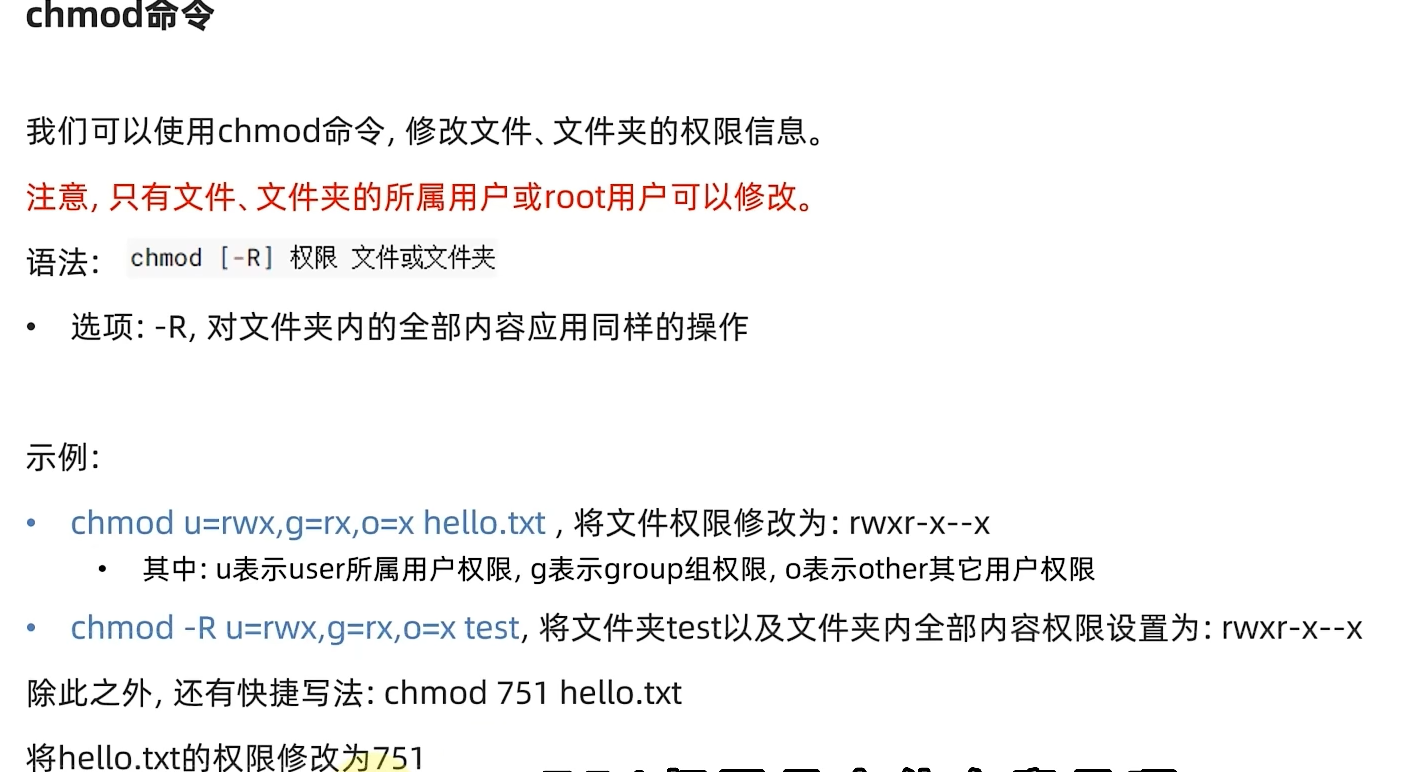 chmod命令
我们可以使用chmod命令, 修改文件、文件夹的权限信息。
注意, 只有文件、文件夹的所属用户或root用户可以修改。
语法: chmod [-R] 权限 文件或文件夹
• 选项: -R, 对文件夹内的全部内容应用同样的操作
示例:
• chmod u=rwx,g=rx,o=x hello.txt , 将文件权限修改为: rwxr-x--x
• 其中: u表示user所属用户权限, g表示group组权限, o表示other其它用户权限
• chmod -R u=rwx,g=rx,o=x test, 将文件夹test以及文件夹内全部内容权限设置为: rwxr-x--x
除此之外, 还有快捷写法: chmod 751 hello.txt
将hello.txt的权限修改为751